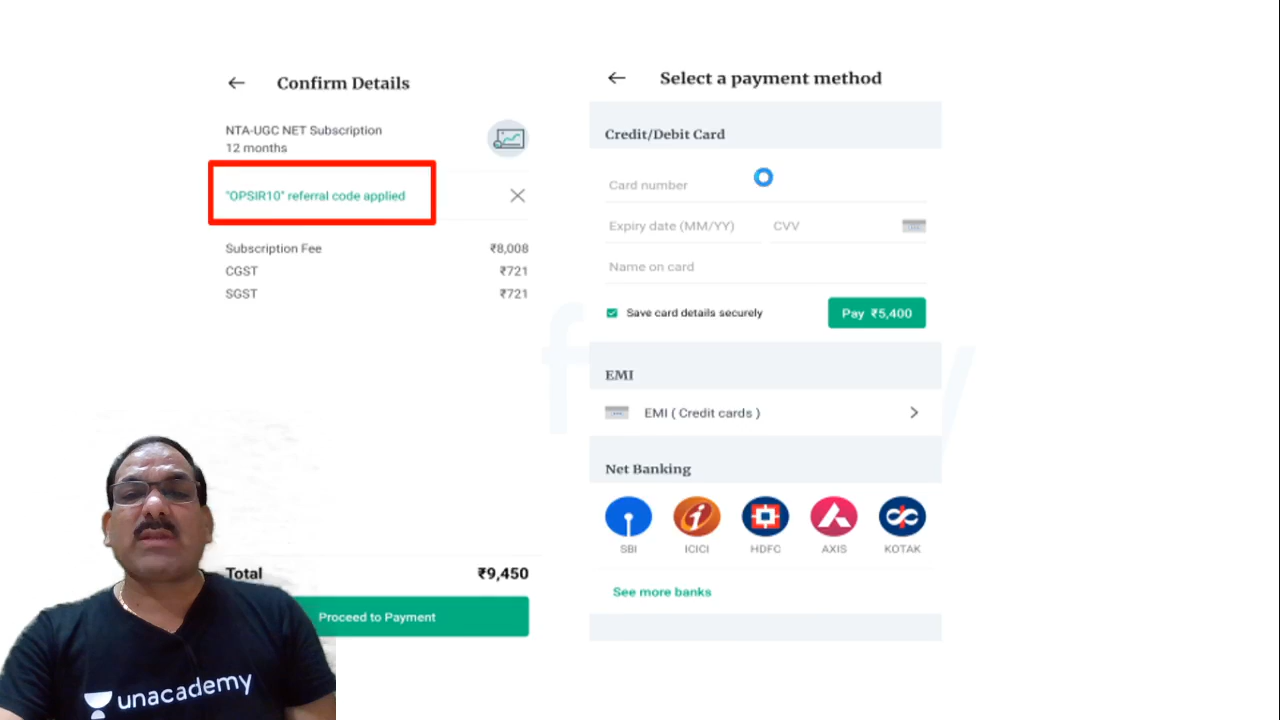 Confirm Details
NTA-UGC NET Subscription
12 months
"OPSIR10" referral code applied
Subscription Fee ₹8,008
CGST ₹721
SGST ₹721
Total ₹9,450
Proceed to Payment
unacademy
Select a payment method
Credit/Debit Card
Card number
Expiry date (MM/YY) CVV
Name on card
Save card details securely Pay ₹5,400
EMI
EMI ( Credit cards )
Net Banking
SBI ICICI HDFC AXIS KOTAK
See more banks